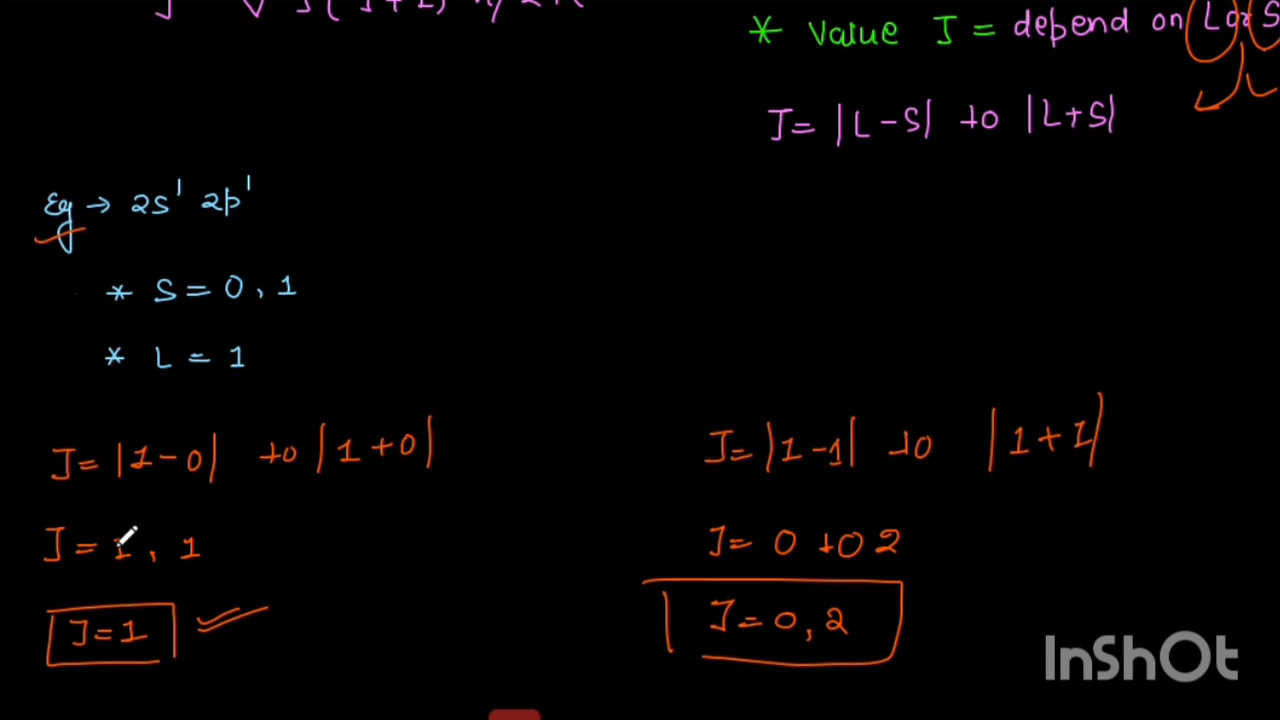 * Value J = depend on L or S
J= |L-S| to |L+S|
Eg → 2s¹ 2p¹
* S = 0, 1
* L = 1
J= |1-0| to |1+0|
J= |1-1| to |1+1|
J= 1, 1
J= 0 to 2
J=1
J= 0, 2
InShOt